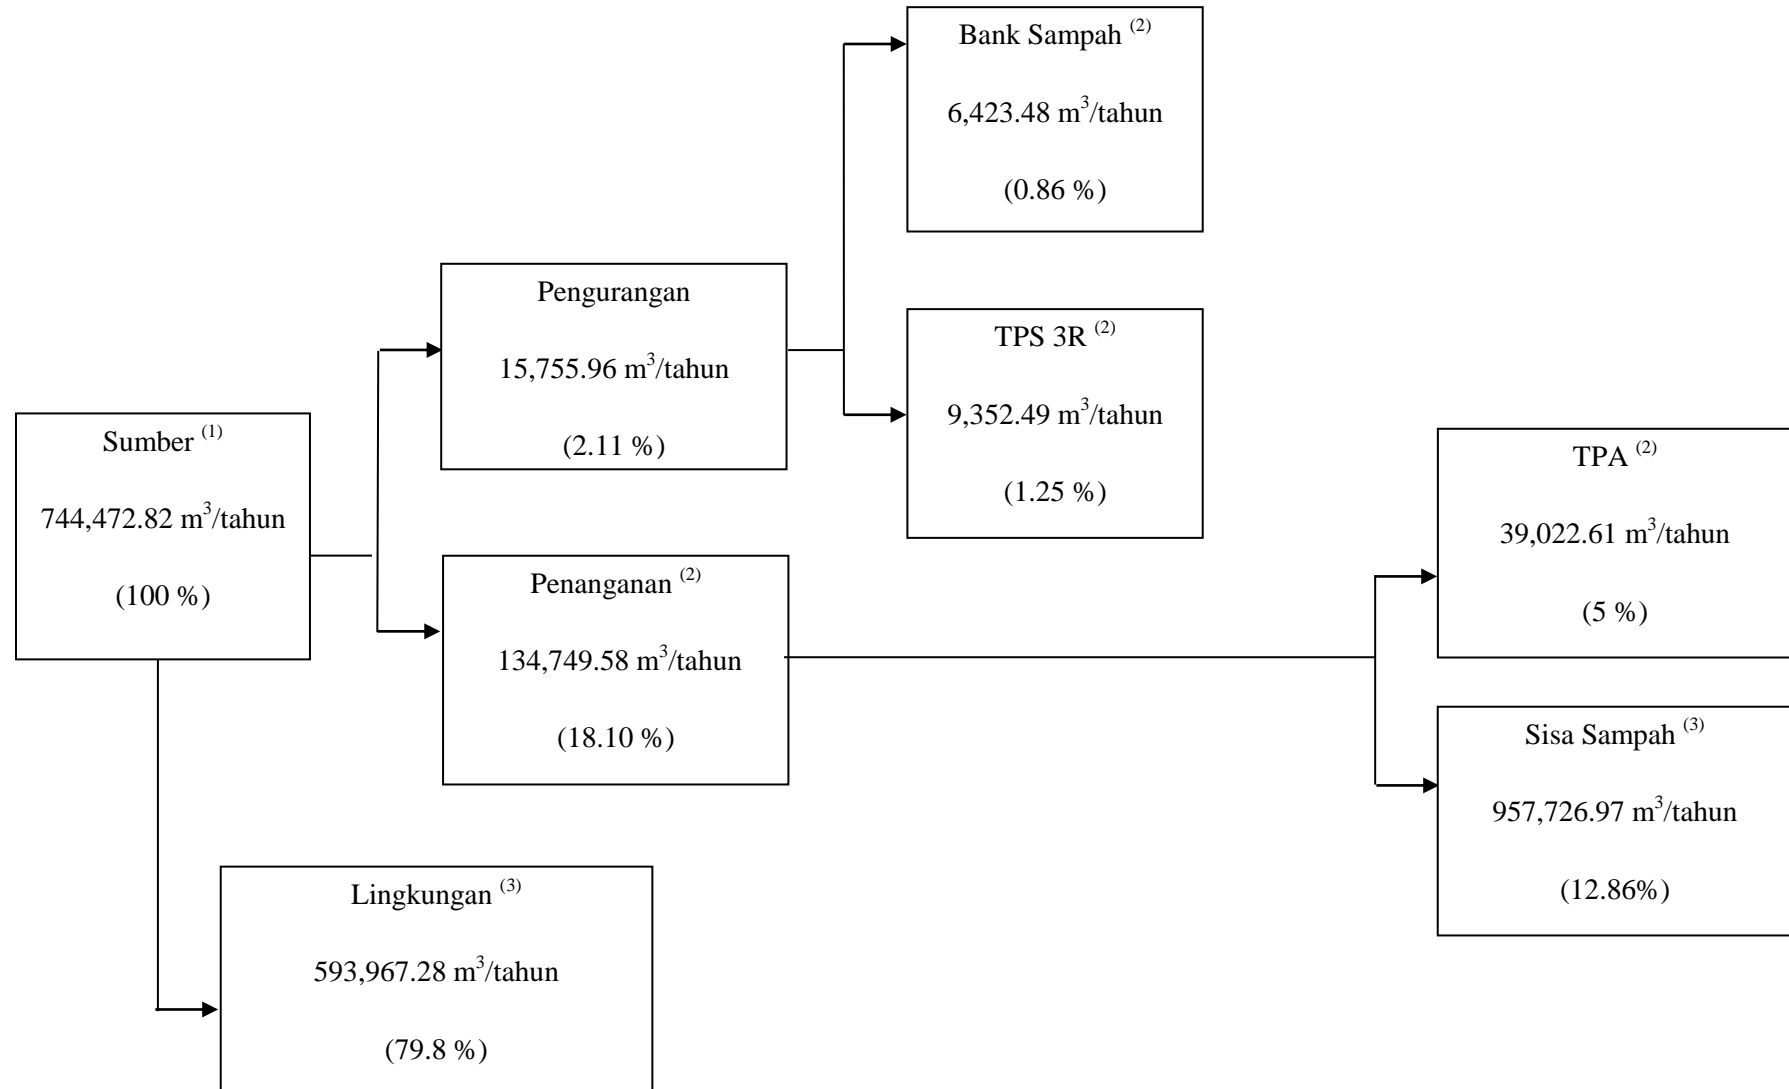 Bank Sampah (2)
6,423.48 m3/tahun
(0.86 %)
Pengurangan
15,755.96 m3/tahun
(2.11 %)
TPS 3R (2)
9,352.49 m3/tahun
(1.25 %)
Sumber (1)
744,472.82 m3/tahun
(100 %)
Penanganan (2)
134,749.58 m3/tahun
(18.10 %)
TPA (2)
39,022.61 m3/tahun
(5 %)
Sisa Sampah (3)
957,726.97 m3/tahun
(12.86%)
Lingkungan (3)
593,967.28 m3/tahun
(79.8 %)